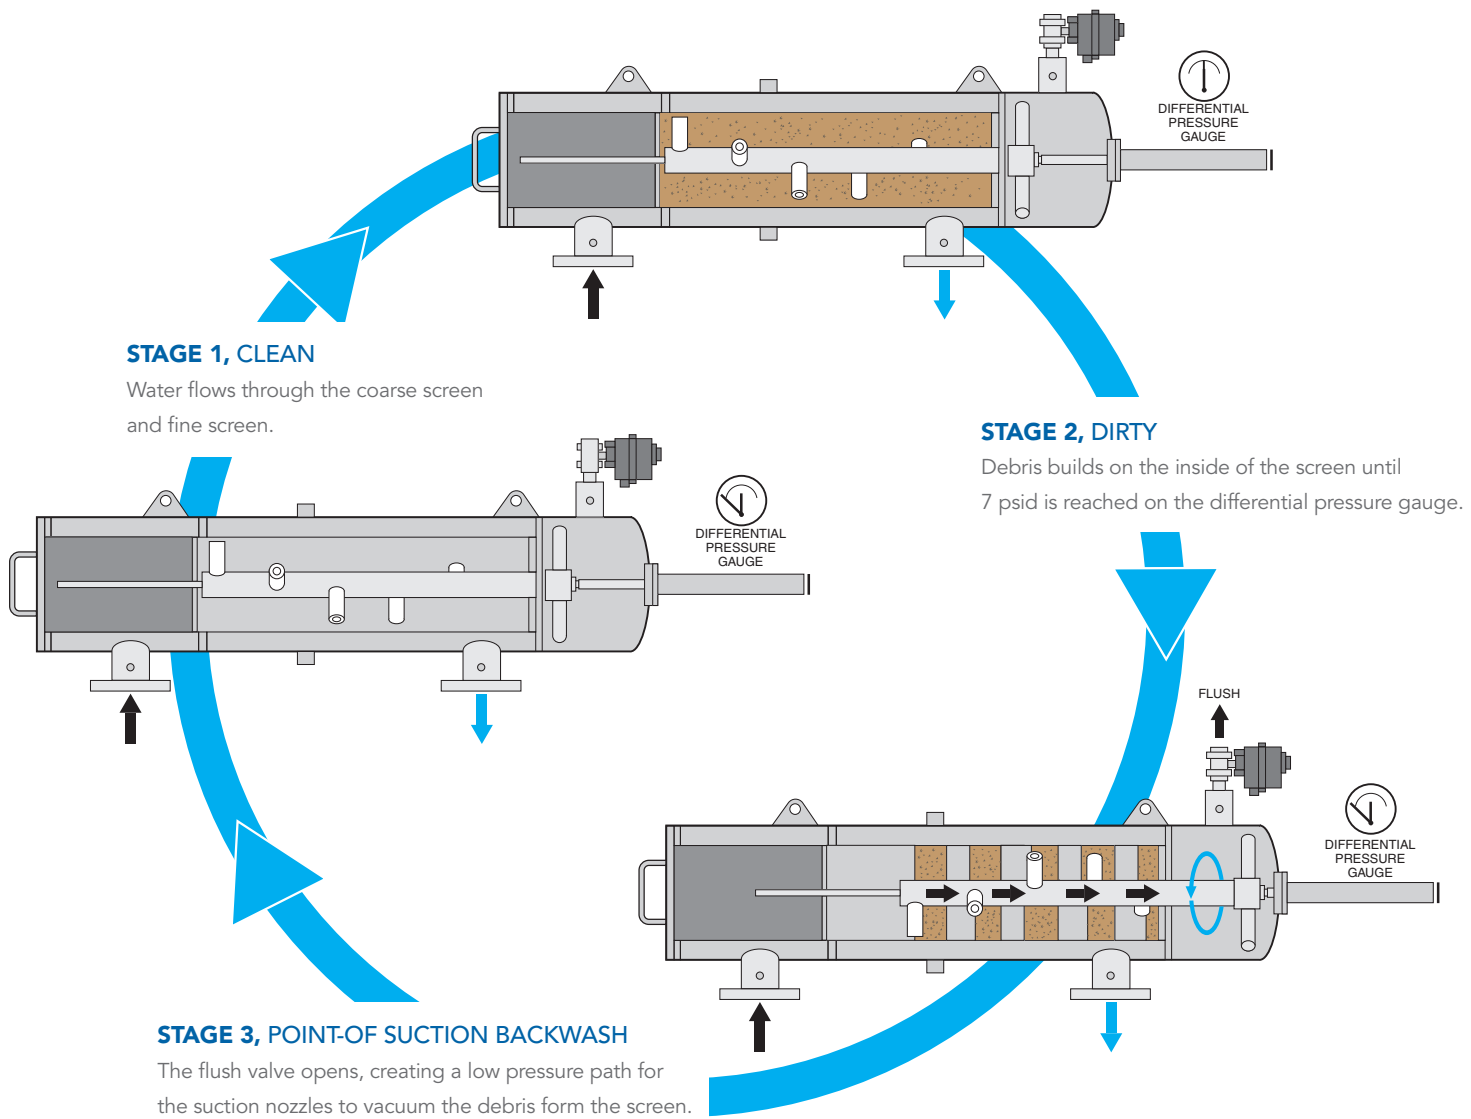 DIFFERENTIAL
PRESSURE
GAUGE
STAGE 1, CLEAN
Water flows through the coarse screen
and fine screen.
STAGE 2, DIRTY
Debris builds on the inside of the screen until
7 psid is reached on the differential pressure gauge.
DIFFERENTIAL
PRESSURE
GAUGE
FLUSH
DIFFERENTIAL
PRESSURE
GAUGE
STAGE 3, POINT-OF SUCTION BACKWASH
The flush valve opens, creating a low pressure path for
the suction nozzles to vacuum the debris form the screen.